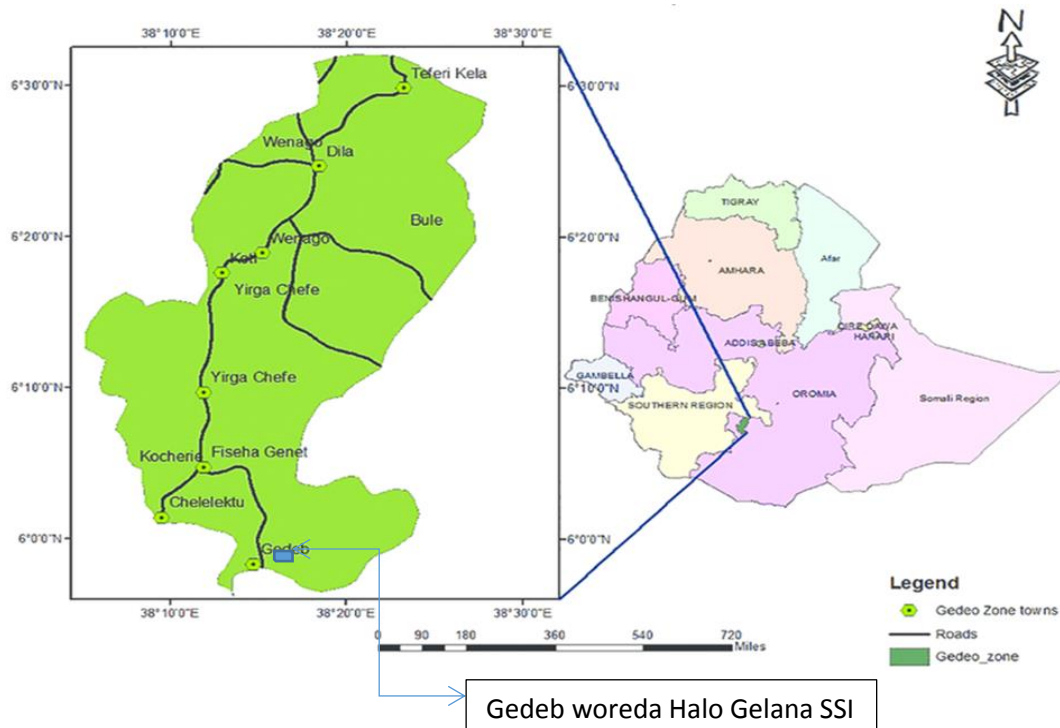 38°10'0"E
38°20'0"E
38°30'0"E
N
6°30'0"N
6°30'0"N
Teferi Kela
Wenago
Dila
Bule
6°20'0"N
6°20'0"N
Wenago
Koti
Yirga Chefe
6°10'0"N
6°10'0"N
Yirga Chefe
Kocherie
Fiseha Genet
Chelelektu
6°0'0"N
6°0'0"N
Gedeb
38°10'0"E
38°20'0"E
38°30'0"E
TIGRAY
Afar
AMHARA
BENISHANGUL-GUM
DIRE DAWA
HARARI
ADDIS ABEBA
GAMBELLA
OROMIA
SOUTHERN REGION
Somali Region
0 90 180 360 540 720
Miles
Legend
Gedeo Zone towns
Roads
Gedeo_zone
Gedeb woreda Halo Gelana SSI